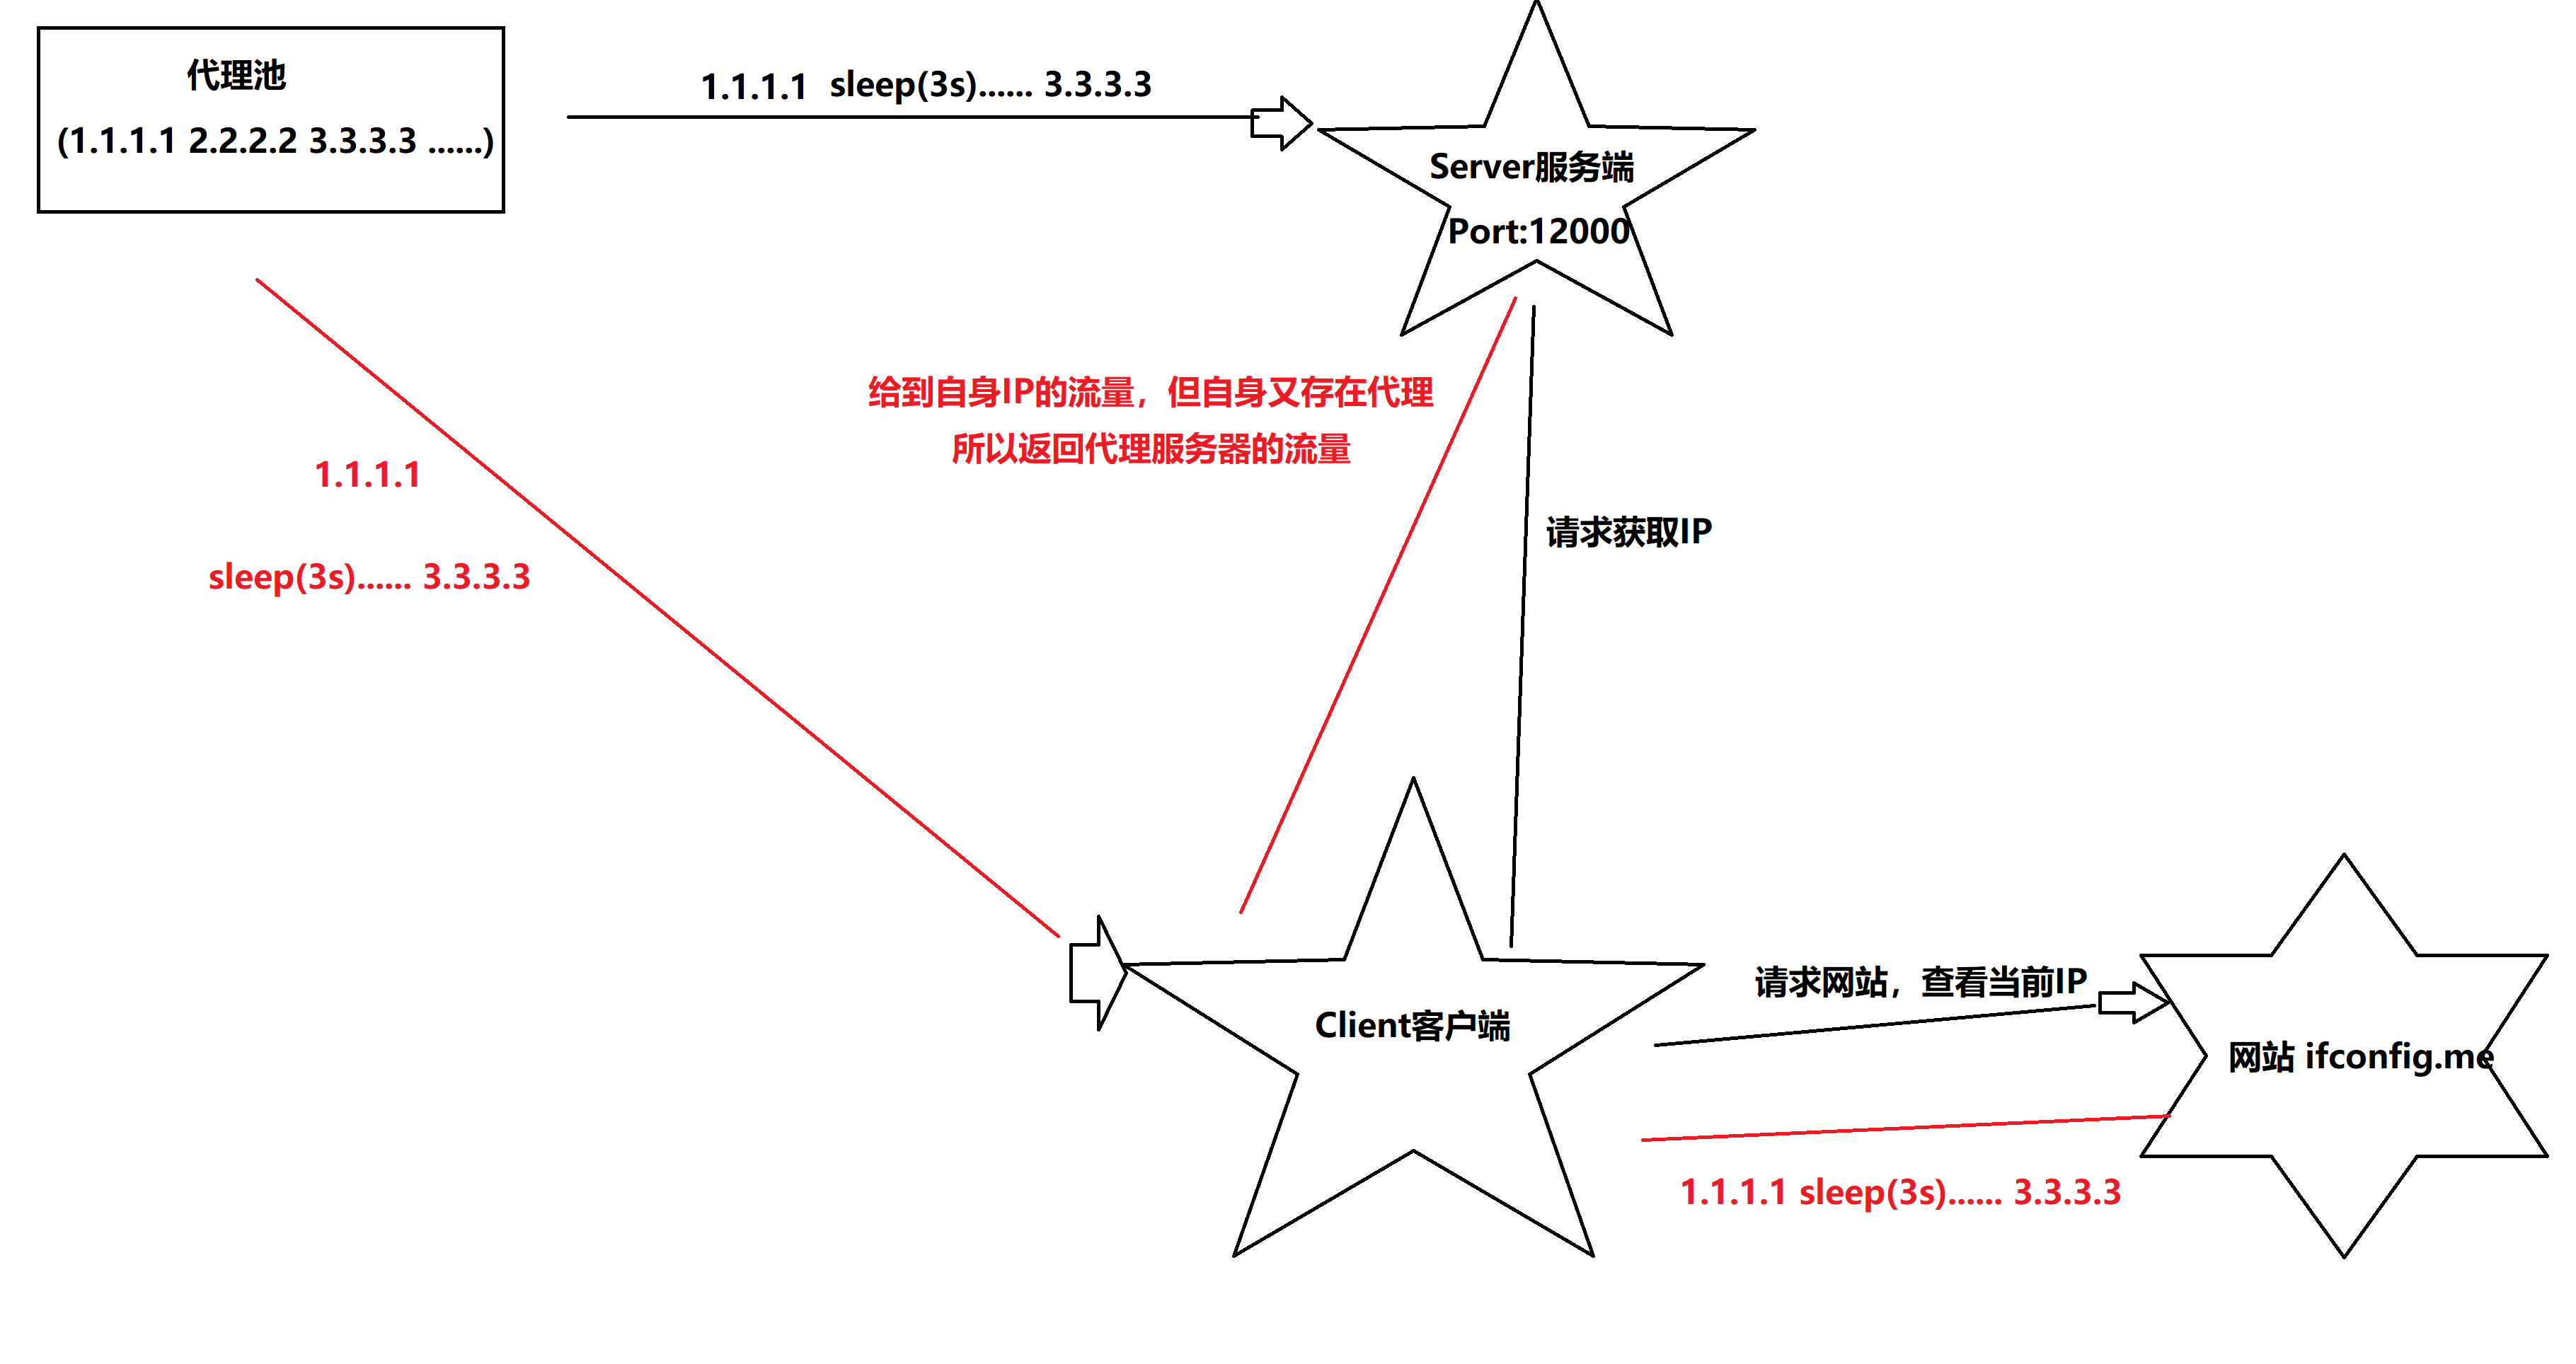 代理池
(1.1.1.1 2.2.2.2 3.3.3.3 ......)
1.1.1.1 sleep(3s)...... 3.3.3.3
Server服务端
Port:12000
给到自身IP的流量，但自身又存在代理
所以返回代理服务器的流量
1.1.1.1
sleep(3s)...... 3.3.3.3
请求获取IP
Client客户端
请求网站，查看当前IP
网站 ifconfig.me
1.1.1.1 sleep(3s)...... 3.3.3.3